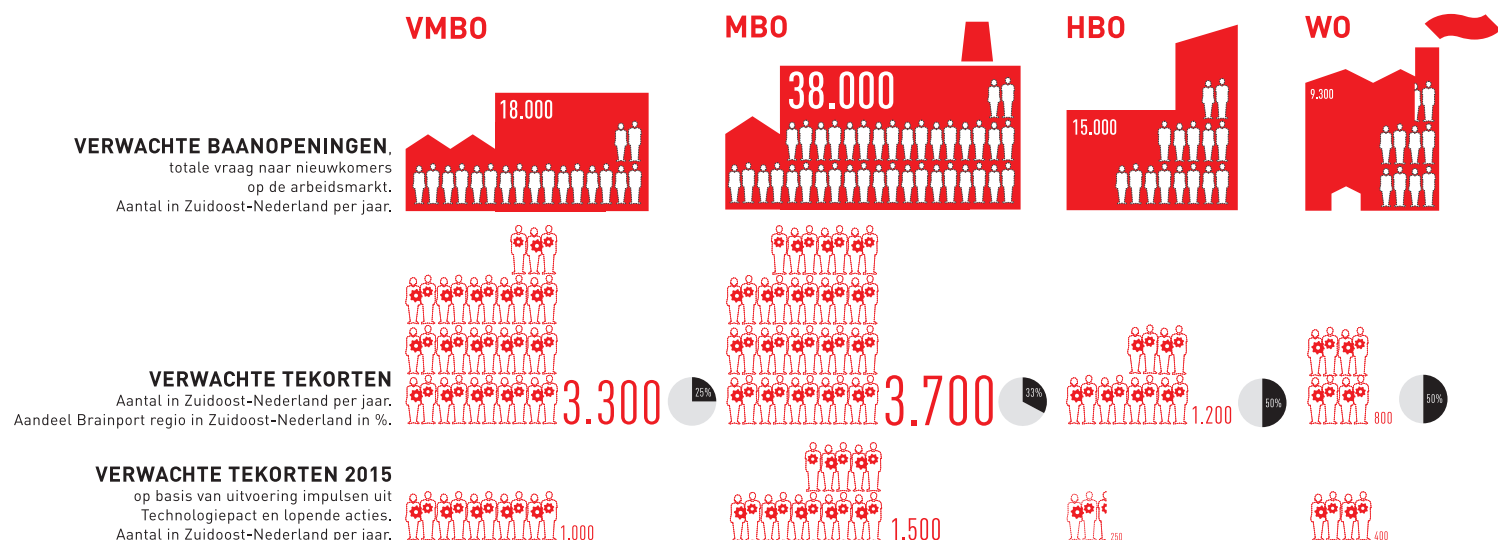 VMBO
MBO
HBO
WO
VERWACHTE BAANOPENINGEN,
totale vraag naar nieuwkomers
op de arbeidsmarkt.
Aantal in Zuidoost-Nederland per jaar.
18.000
38.000
15.000
9.300
VERWACHTE TEKORTEN
Aantal in Zuidoost-Nederland per jaar.
Aandeel Brainport regio in Zuidoost-Nederland in %.
3.300
25%
3.700
33%
1.200
50%
800
50%
VERWACHTE TEKORTEN 2015
op basis van uitvoering impulsen uit
Technologiepact en lopende acties.
Aantal in Zuidoost-Nederland per jaar.
1.000
1.500
250
400